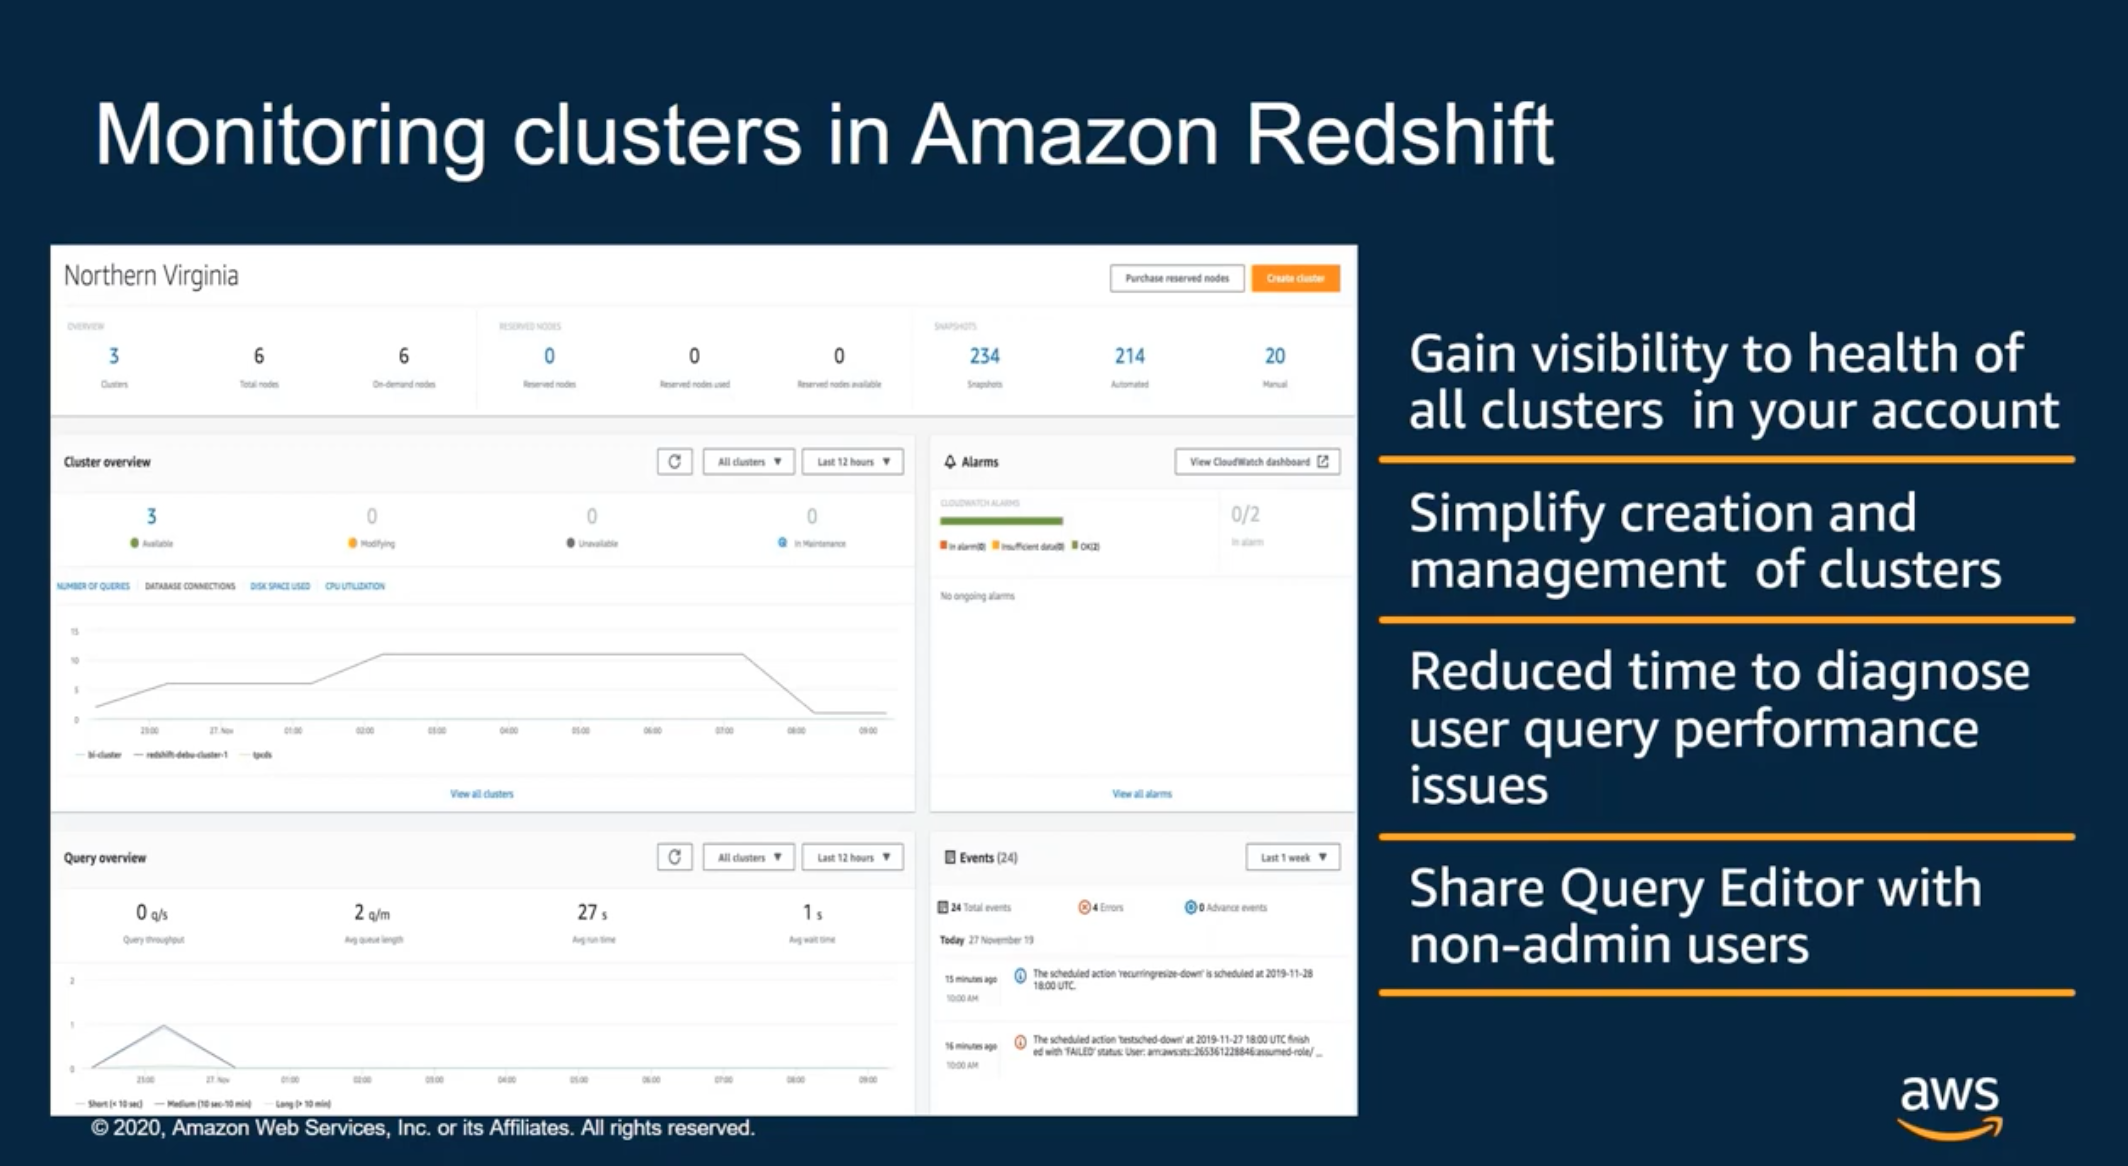 Monitoring clusters in Amazon Redshift
Northern Virginia
Purchase reserved nodes
Create cluster
OVERVIEW
RESERVED NODES
SNAPSHOTS
3
6
6
0
0
0
234
214
20
Clusters
Total nodes
On-demand nodes
Reserved nodes
Reserved nodes used
Reserved nodes available
Snapshots
Automated
Manual
Cluster overview
All clusters
Last 12 hours
3
0
0
0
Available
Modifying
Unavailable
In Maintenance
NUMBER OF QUERIES
DATABASE CONNECTIONS
DISK SPACE USED
CPU UTILIZATION
15
10
5
0
23:00
27. Nov
01:00
02:00
03:00
04:00
05:00
06:00
07:00
08:00
09:00
bi-cluster
redshift-debu-cluster-1
tpcds
View all clusters
Alarms
View CloudWatch dashboard
CLOUDWATCH ALARMS
0/2
In alarm
In alarm(0)
Insufficient data(0)
OK(2)
No ongoing alarms
View all alarms
Query overview
All clusters
Last 12 hours
0 q/s
2 q/m
27 s
1 s
Query throughput
Avg queue length
Avg run time
Avg wait time
2
1
0
23:00
27. Nov
01:00
02:00
03:00
04:00
05:00
06:00
07:00
08:00
09:00
Short (< 10 sec)
Medium (10 sec-10 min)
Long (> 10 min)
Events (24)
Last 1 week
24 Total events
4 Errors
0 Advance events
Today 27 November 19
15 minutes ago
10:00 AM
The scheduled action 'recurringresize-down' is scheduled at 2019-11-28
18:00 UTC.
16 minutes ago
10:00 AM
The scheduled action 'testsched-down' at 2019-11-27 18:00 UTC finish
ed with 'FAILED' status: User: arn:aws:sts::265361228846:assumed-role/ ...
Gain visibility to health of
all clusters in your account
Simplify creation and
management of clusters
Reduced time to diagnose
user query performance
issues
Share Query Editor with
non-admin users
© 2020, Amazon Web Services, Inc. or its Affiliates. All rights reserved.
aws